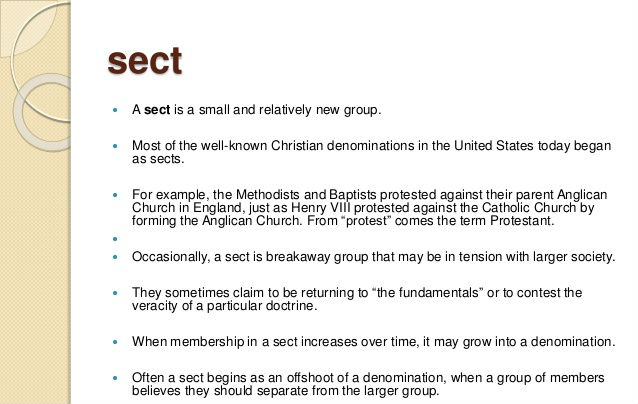 sect
A sect is a small and relatively new group.
Most of the well-known Christian denominations in the United States today began
as sects.
For example, the Methodists and Baptists protested against their parent Anglican
Church in England, just as Henry VIII protested against the Catholic Church by
forming the Anglican Church. From “protest” comes the term Protestant.
Occasionally, a sect is breakaway group that may be in tension with larger society.
They sometimes claim to be returning to “the fundamentals” or to contest the
veracity of a particular doctrine.
When membership in a sect increases over time, it may grow into a denomination.
Often a sect begins as an offshoot of a denomination, when a group of members
believes they should separate from the larger group.